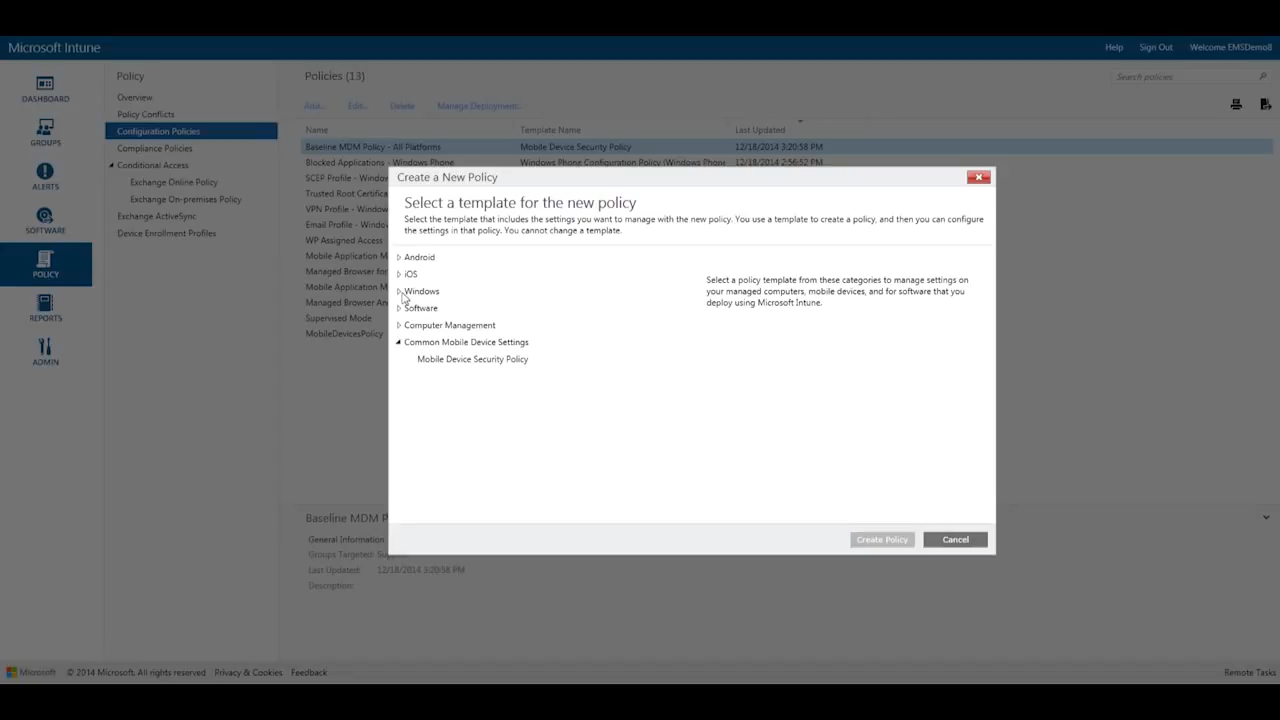 Microsoft Intune
Help Sign Out Welcome EMSDemo8
DASHBOARD
GROUPS
ALERTS
SOFTWARE
POLICY
REPORTS
ADMIN
Policy
Overview
Policy Conflicts
Configuration Policies
Compliance Policies
Conditional Access
Exchange Online Policy
Exchange On-premises Policy
Exchange ActiveSync
Device Enrollment Profiles
Policies (13)
Search policies
Add... Edit... Delete Manage Deployment...
Name Template Name Last Updated
Baseline MDM Policy - All Platforms Mobile Device Security Policy 12/18/2014 3:20:58 PM
Blocked Applications - Windows Phone Windows Phone Configuration Policy (Windows Phone 12/18/2014 2:56:52 PM
SCEP Profile - Window
Trusted Root Certifica
VPN Profile - Window
Email Profile - Window
WP Assigned Access
Mobile Application M
Managed Browser for
Mobile Application M
Managed Browser An
Supervised Mode
MobileDevicesPolicy
Create a New Policy
Select a template for the new policy
Select the template that includes the settings you want to manage with the new policy. You use a template to create a policy, and then you can configure
the settings in that policy. You cannot change a template.
Android
iOS
Windows
Software
Computer Management
Common Mobile Device Settings
Mobile Device Security Policy
Select a policy template from these categories to manage settings on
your managed computers, mobile devices, and for software that you
deploy using Microsoft Intune.
Create Policy Cancel
Baseline MDM P
General Information
Groups Targeted:
Last Updated: 12/18/2014 3:20:58 PM
Description:
Microsoft © 2014 Microsoft. All rights reserved Privacy & Cookies Feedback
Remote Tasks